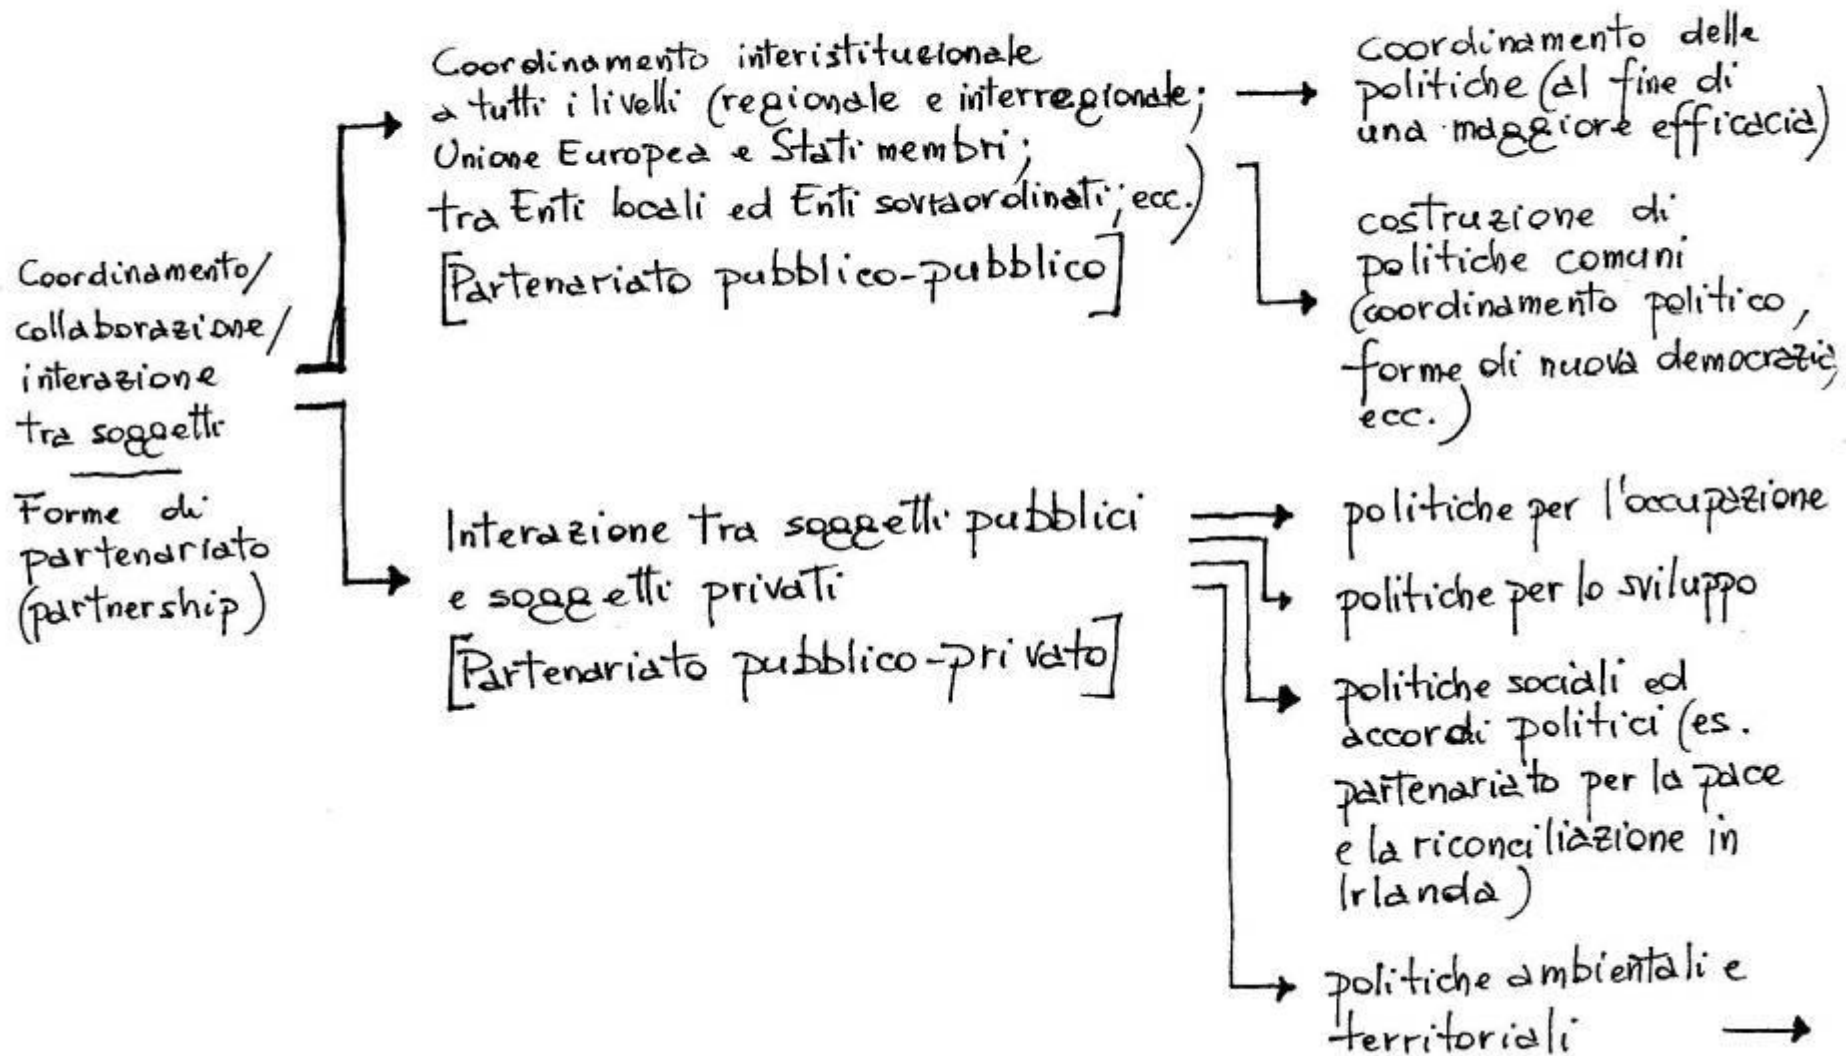 Coordinamento/
collaborazione/
interazione
tra soggetti
Forme di
partenariato
(partnership)
Coordinamento interistituzionale
a tutti i livelli (regionale e interregionale;
Unione Europea e Stati membri;
tra Enti locali ed Enti sovraordinati; ecc.)
[Partenariato pubblico-pubblico]
coordinamento delle
politiche (al fine di
una maggiore efficacia)
costruzione di
politiche comuni
(coordinamento politico,
forme di nuova democrazia,
ecc.)
Interazione tra soggetti pubblici
e soggetti privati
[Partenariato pubblico-privato]
politiche per l'occupazione
politiche per lo sviluppo
politiche sociali ed
accordi politici (es.
partenariato per la pace
e la riconciliazione in
Irlanda)
politiche ambientali e
territoriali